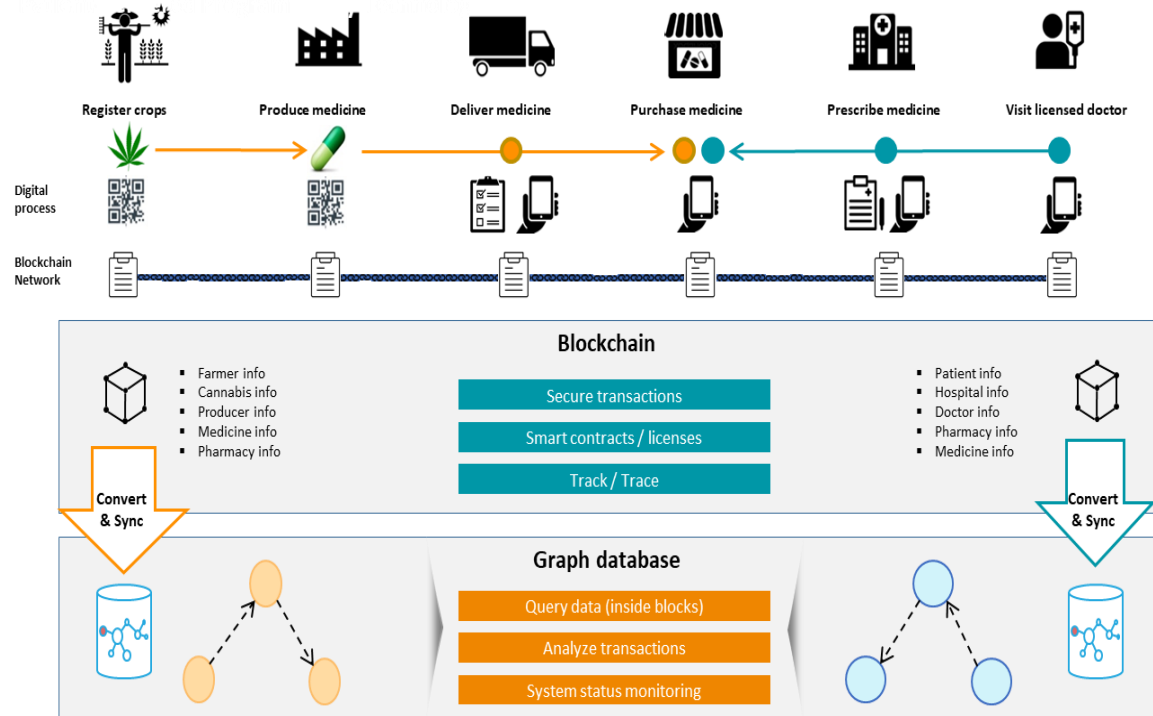 Register crops
Produce medicine
Deliver medicine
Purchase medicine
Prescribe medicine
Visit licensed doctor
Digital
process
Blockchain
Network
Blockchain
Farmer info
Cannabis info
Producer info
Medicine info
Pharmacy info
Secure transactions
Smart contracts / licenses
Track / Trace
Patient info
Hospital info
Doctor info
Pharmacy info
Medicine info
Convert
& Sync
Convert
& Sync
Graph database
Query data (inside blocks)
Analyze transactions
System status monitoring